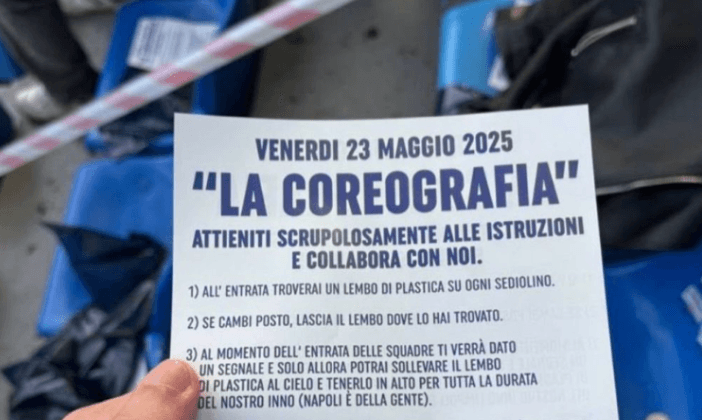 VENERDI 23 MAGGIO 2025
"LA COREOGRAFIA"
ATTIENITI SCRUPOLOSAMENTE ALLE ISTRUZIONI
E COLLABORA CON NOI.
1) ALL' ENTRATA TROVERAI UN LEMBO DI PLASTICA SU OGNI SEDIOLINO.
2) SE CAMBI POSTO, LASCIA IL LEMBO DOVE LO HAI TROVATO.
3) AL MOMENTO DELL' ENTRATA DELLE SQUADRE TI VERRÀ DATO
UN SEGNALE E SOLO ALLORA POTRAI SOLLEVARE IL LEMBO
DI PLASTICA AL CIELO E TENERLO IN ALTO PER TUTTA LA DURATA
DEL NOSTRO INNO (NAPOLI È DELLA GENTE).